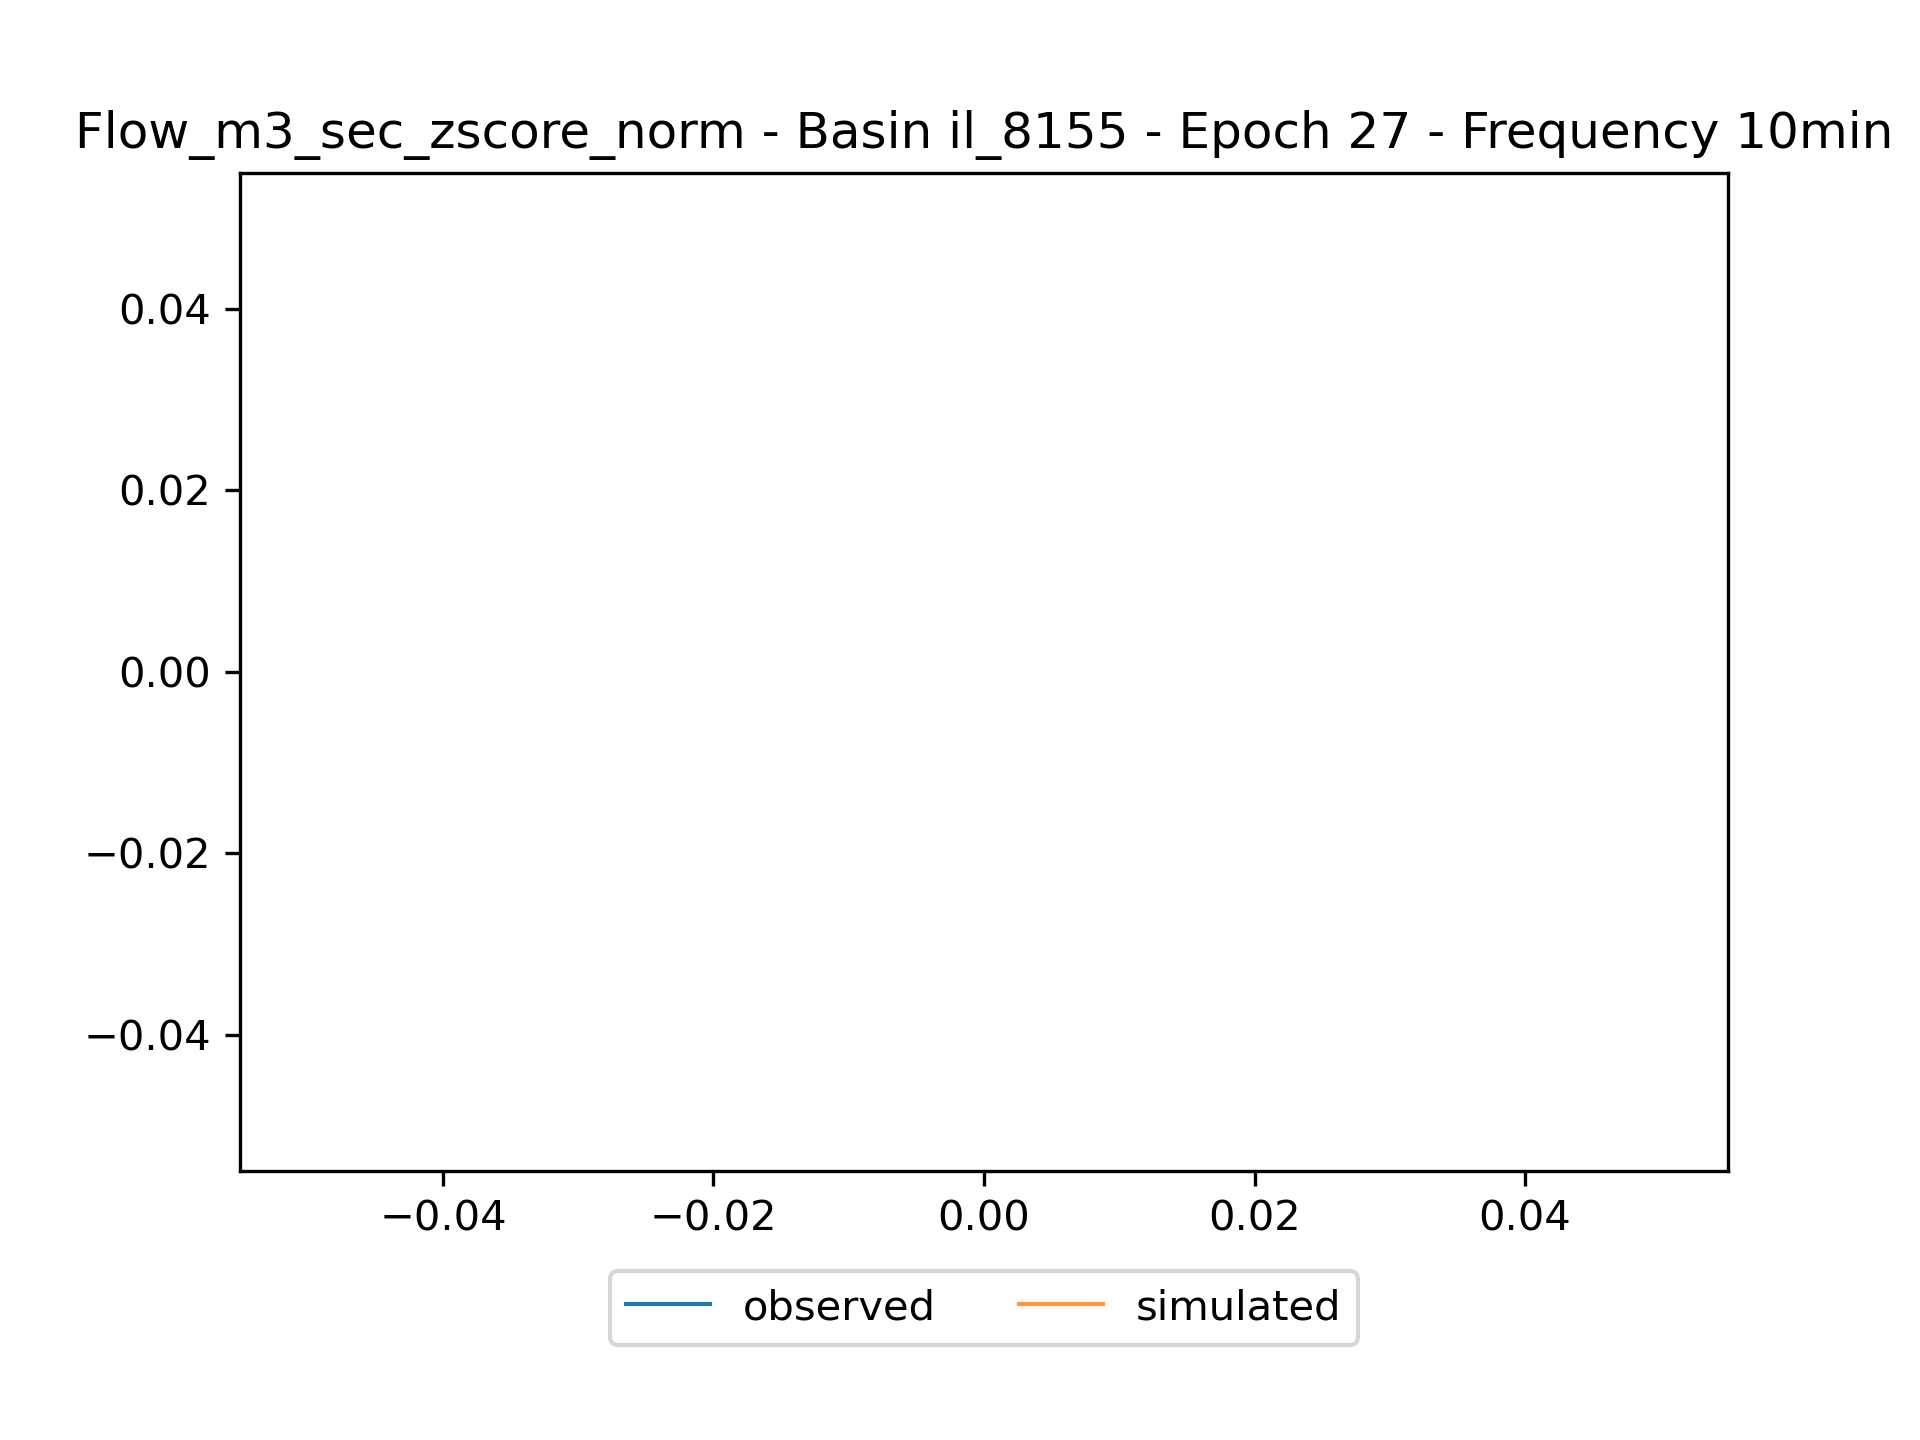 Flow_m3_sec_zscore_norm - Basin il_8155 - Epoch 27 - Frequency 10min
0.04
0.02
0.00
−0.02
−0.04
−0.04 −0.02 0.00 0.02 0.04
observed simulated